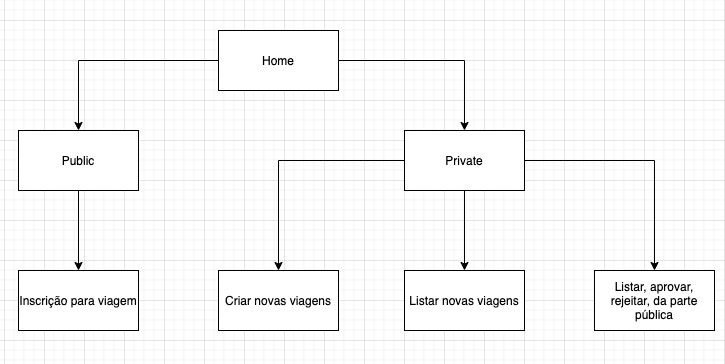 Home
Public
Private
Inscrição para viagem
Criar novas viagens
Listar novas viagens
Listar, aprovar,
rejeitar, da parte
pública